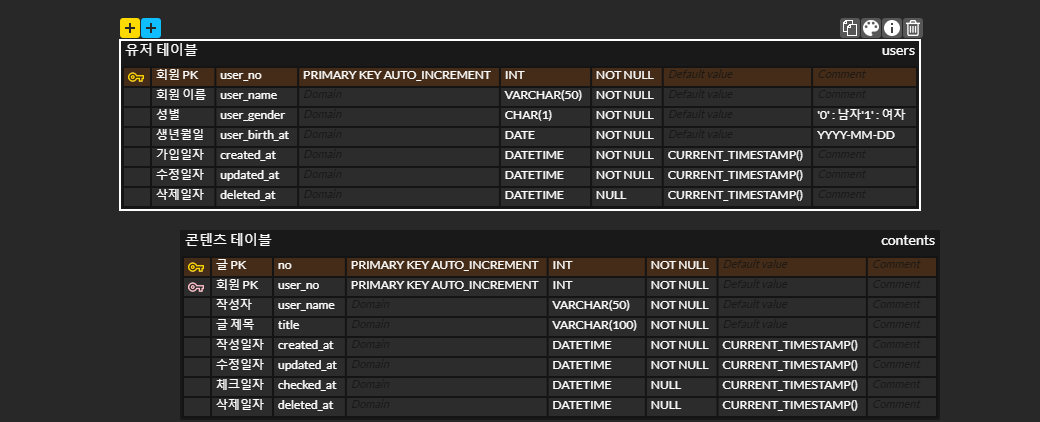 유저 테이블 users
회원 PK user_no PRIMARY KEY AUTO_INCREMENT INT NOT NULL Default value Comment
회원 이름 user_name Domain VARCHAR(50) NOT NULL Default value Comment
성별 user_gender Domain CHAR(1) NOT NULL Default value '0' : 남자'1' : 여자
생년월일 user_birth_at Domain DATE NOT NULL Default value YYYY-MM-DD
가입일자 created_at Domain DATETIME NOT NULL CURRENT_TIMESTAMP() Comment
수정일자 updated_at Domain DATETIME NOT NULL CURRENT_TIMESTAMP() Comment
삭제일자 deleted_at Domain DATETIME NULL CURRENT_TIMESTAMP() Comment
콘텐츠 테이블 contents
글 PK no PRIMARY KEY AUTO_INCREMENT INT NOT NULL Default value Comment
회원 PK user_no PRIMARY KEY AUTO_INCREMENT INT NOT NULL Default value Comment
작성자 user_name Domain VARCHAR(50) NOT NULL Default value Comment
글 제목 title Domain VARCHAR(100) NOT NULL Default value Comment
작성일자 created_at Domain DATETIME NOT NULL CURRENT_TIMESTAMP() Comment
수정일자 updated_at Domain DATETIME NOT NULL CURRENT_TIMESTAMP() Comment
체크일자 checked_at Domain DATETIME NULL CURRENT_TIMESTAMP() Comment
삭제일자 deleted_at Domain DATETIME NULL CURRENT_TIMESTAMP() Comment